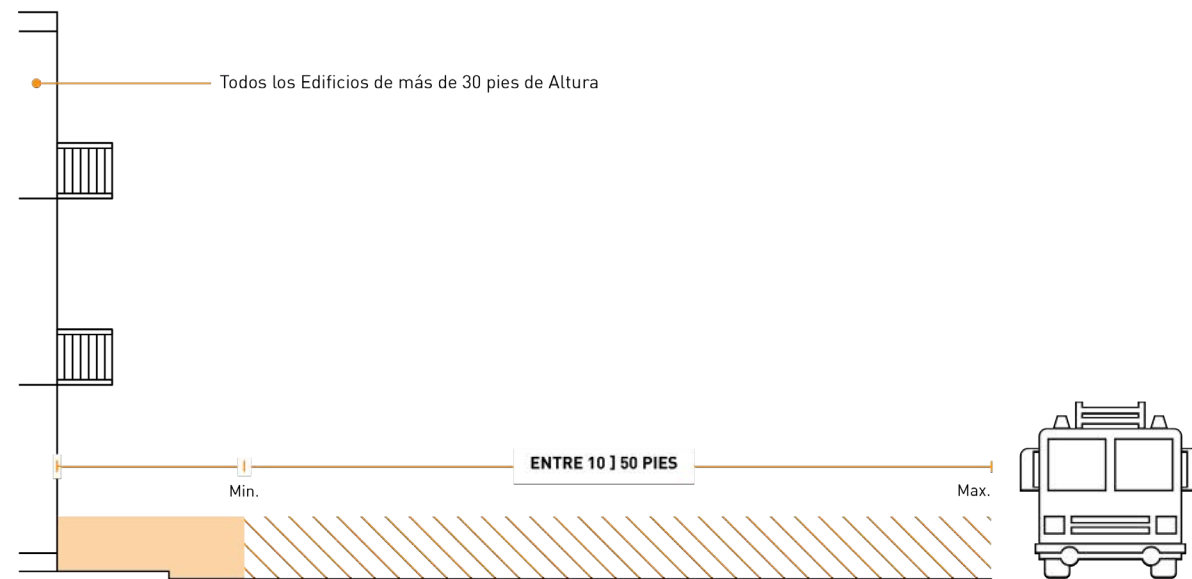 Todos los Edificios de más de 30 pies de Altura
ENTRE 10 ] 50 PIES
Min.
Max.